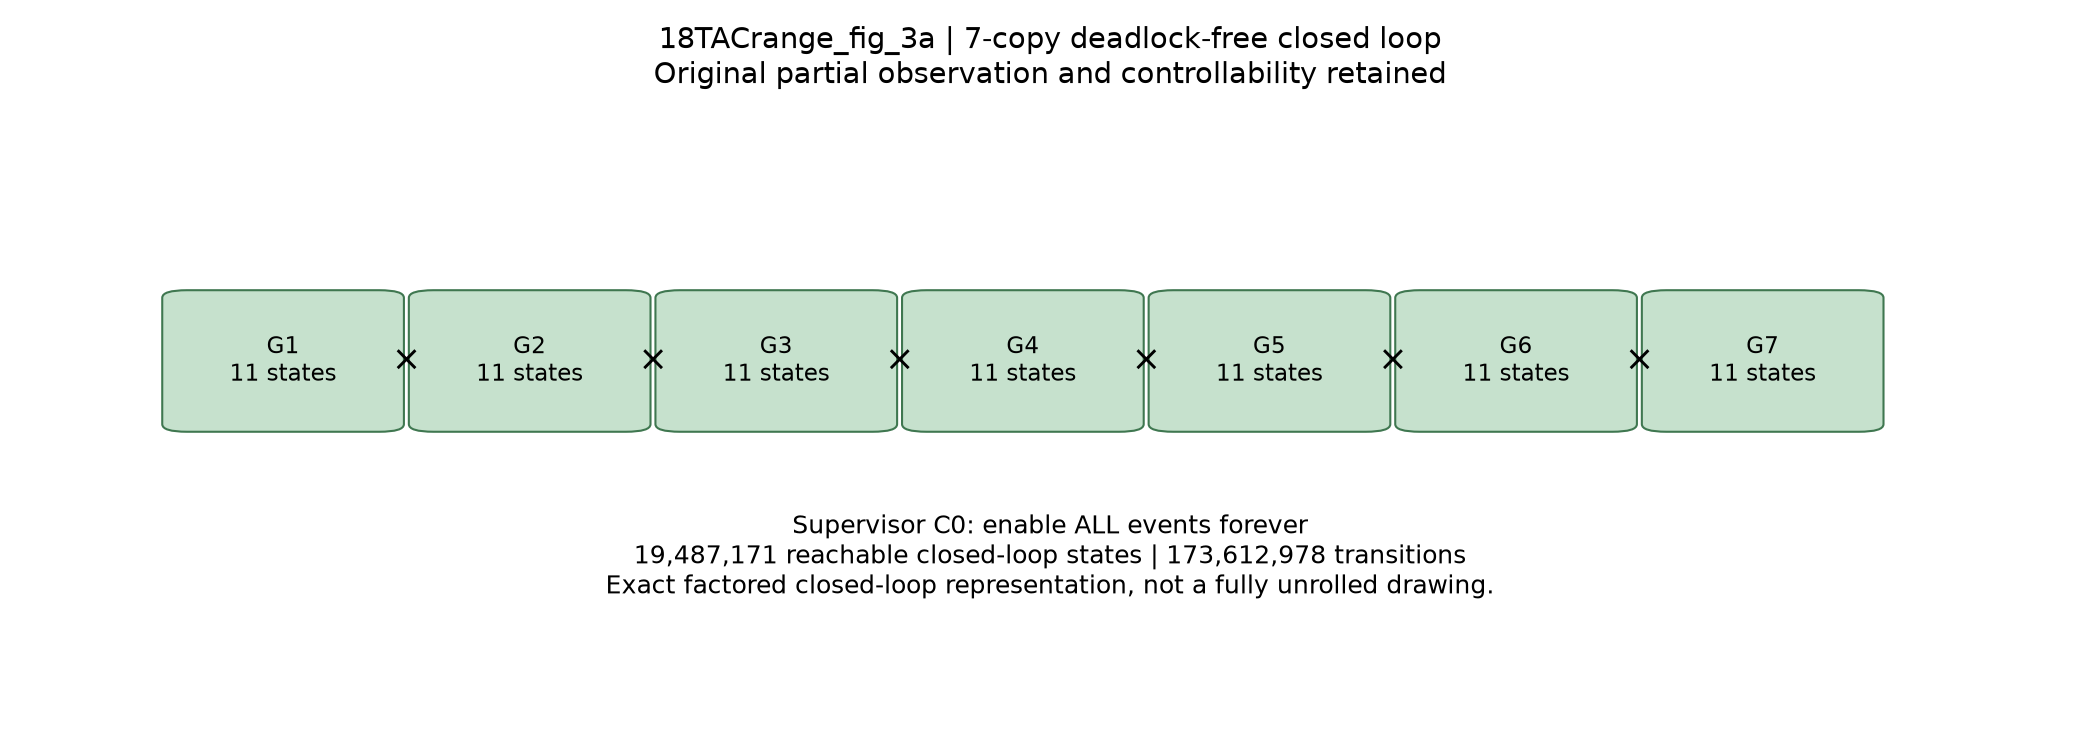 18TACrange_fig_3a | 7-copy deadlock-free closed loop
Original partial observation and controllability retained
G1
11 states
×
G2
11 states
×
G3
11 states
×
G4
11 states
×
G5
11 states
×
G6
11 states
×
G7
11 states
Supervisor C0: enable ALL events forever
19,487,171 reachable closed-loop states | 173,612,978 transitions
Exact factored closed-loop representation, not a fully unrolled drawing.